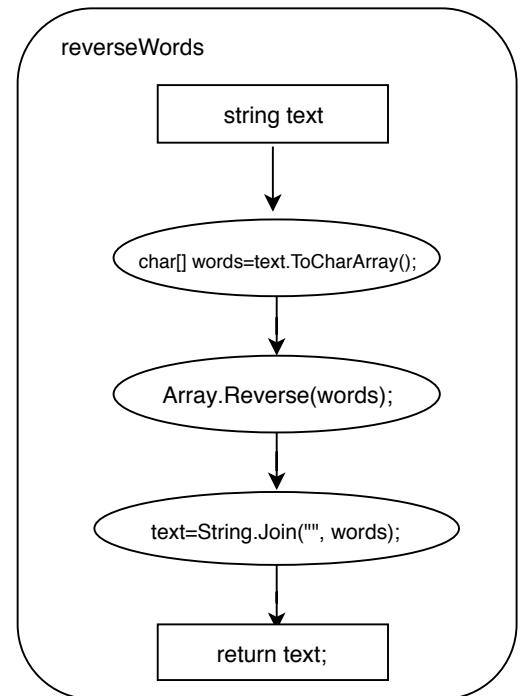 reverseWords
string text
char[] words=text.ToCharArray();
Array.Reverse(words);
text=String.Join("", words);
return text;